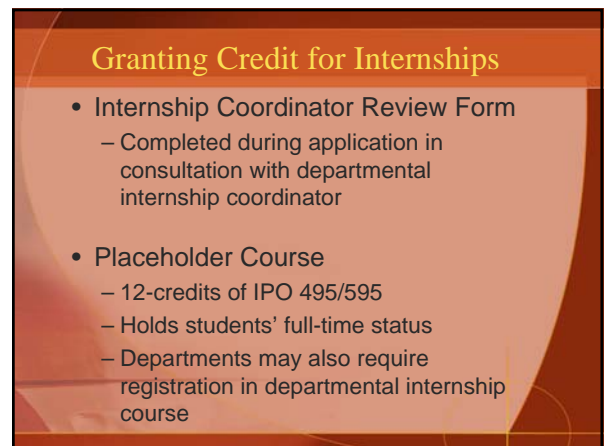 Granting Credit for Internships
• Internship Coordinator Review Form
– Completed during application in
consultation with departmental
internship coordinator
• Placeholder Course
– 12-credits of IPO 495/595
– Holds students' full-time status
– Departments may also require
registration in departmental internship
course